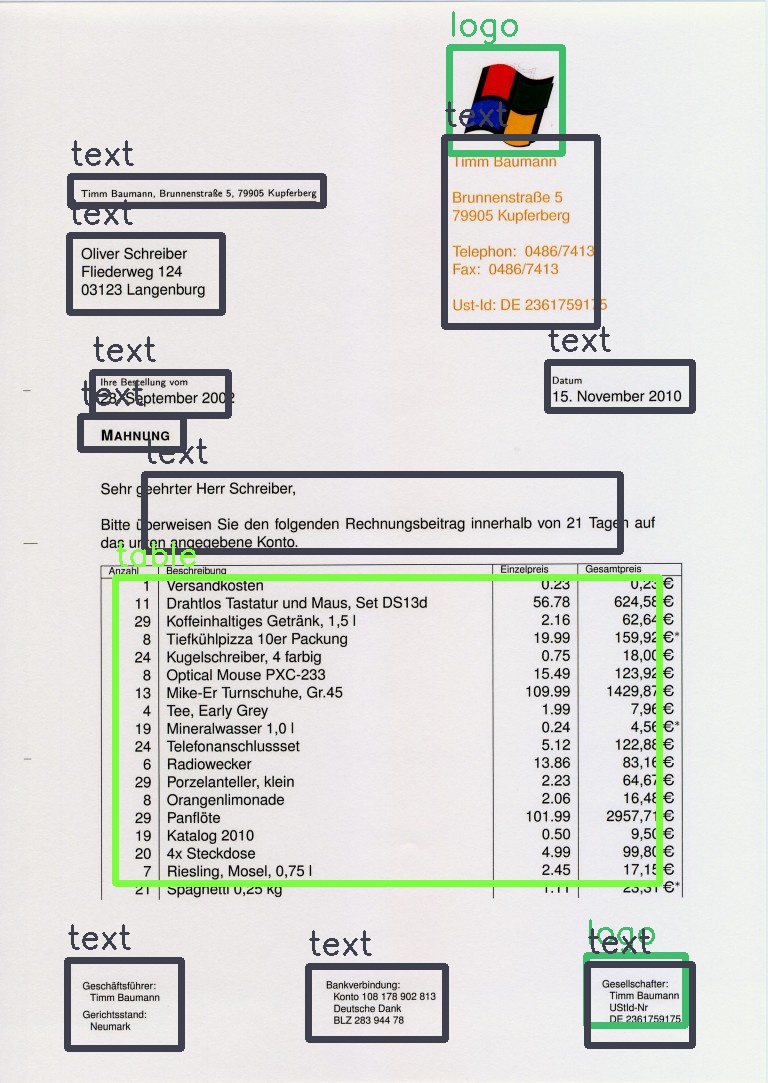 logo
text
Timm Baumann
text
Timm Baumann, Brunnenstraße 5, 79905 Kupferberg
Brunnenstraße 5
79905 Kupferberg
text
Oliver Schreiber
Fliederweg 124
03123 Langenburg
Telephon: 0486/7413
Fax: 0486/7413
Ust-Id: DE 2361759175
text
Ihre Bestellung vom
28. September 2002
text
Datum
15. November 2010
text
MAHNUNG
text
Sehr geehrter Herr Schreiber,
Bitte überweisen Sie den folgenden Rechnungsbeitrag innerhalb von 21 Tagen auf
das unten angegebene Konto.
table
Anzahl Beschreibung Einzelpreis Gesamtpreis
1 Versandkosten 0.23 0,23 €
11 Drahtlos Tastatur und Maus, Set DS13d 56.78 624,58 €
29 Koffeinhaltiges Getränk, 1,5 l 2.16 62,64 €
8 Tiefkühlpizza 10er Packung 19.99 159,92 €*
24 Kugelschreiber, 4 farbig 0.75 18,00 €
8 Optical Mouse PXC-233 15.49 123,92 €
13 Mike-Er Turnschuhe, Gr.45 109.99 1429,87 €
4 Tee, Early Grey 1.99 7,96 €
19 Mineralwasser 1,0 l 0.24 4,56 €*
24 Telefonanschlussset 5.12 122,88 €
6 Radiowecker 13.86 83,16 €
29 Porzelanteller, klein 2.23 64,67 €
8 Orangenlimonade 2.06 16,48 €
29 Panflöte 101.99 2957,71 €
19 Katalog 2010 0.50 9,50 €
20 4x Steckdose 4.99 99,80 €
7 Riesling, Mosel, 0,75 l 2.45 17,15 €
21 Spaghetti 0,25 kg 1.11 23,31 €*
text
Geschäftsführer:
Timm Baumann
Gerichtsstand:
Neumark
text
Bankverbindung:
Konto 108 178 902 813
Deutsche Dank
BLZ 283 944 78
logo
text
Gesellschafter:
Timm Baumann
UStId-Nr
DE 2361759175